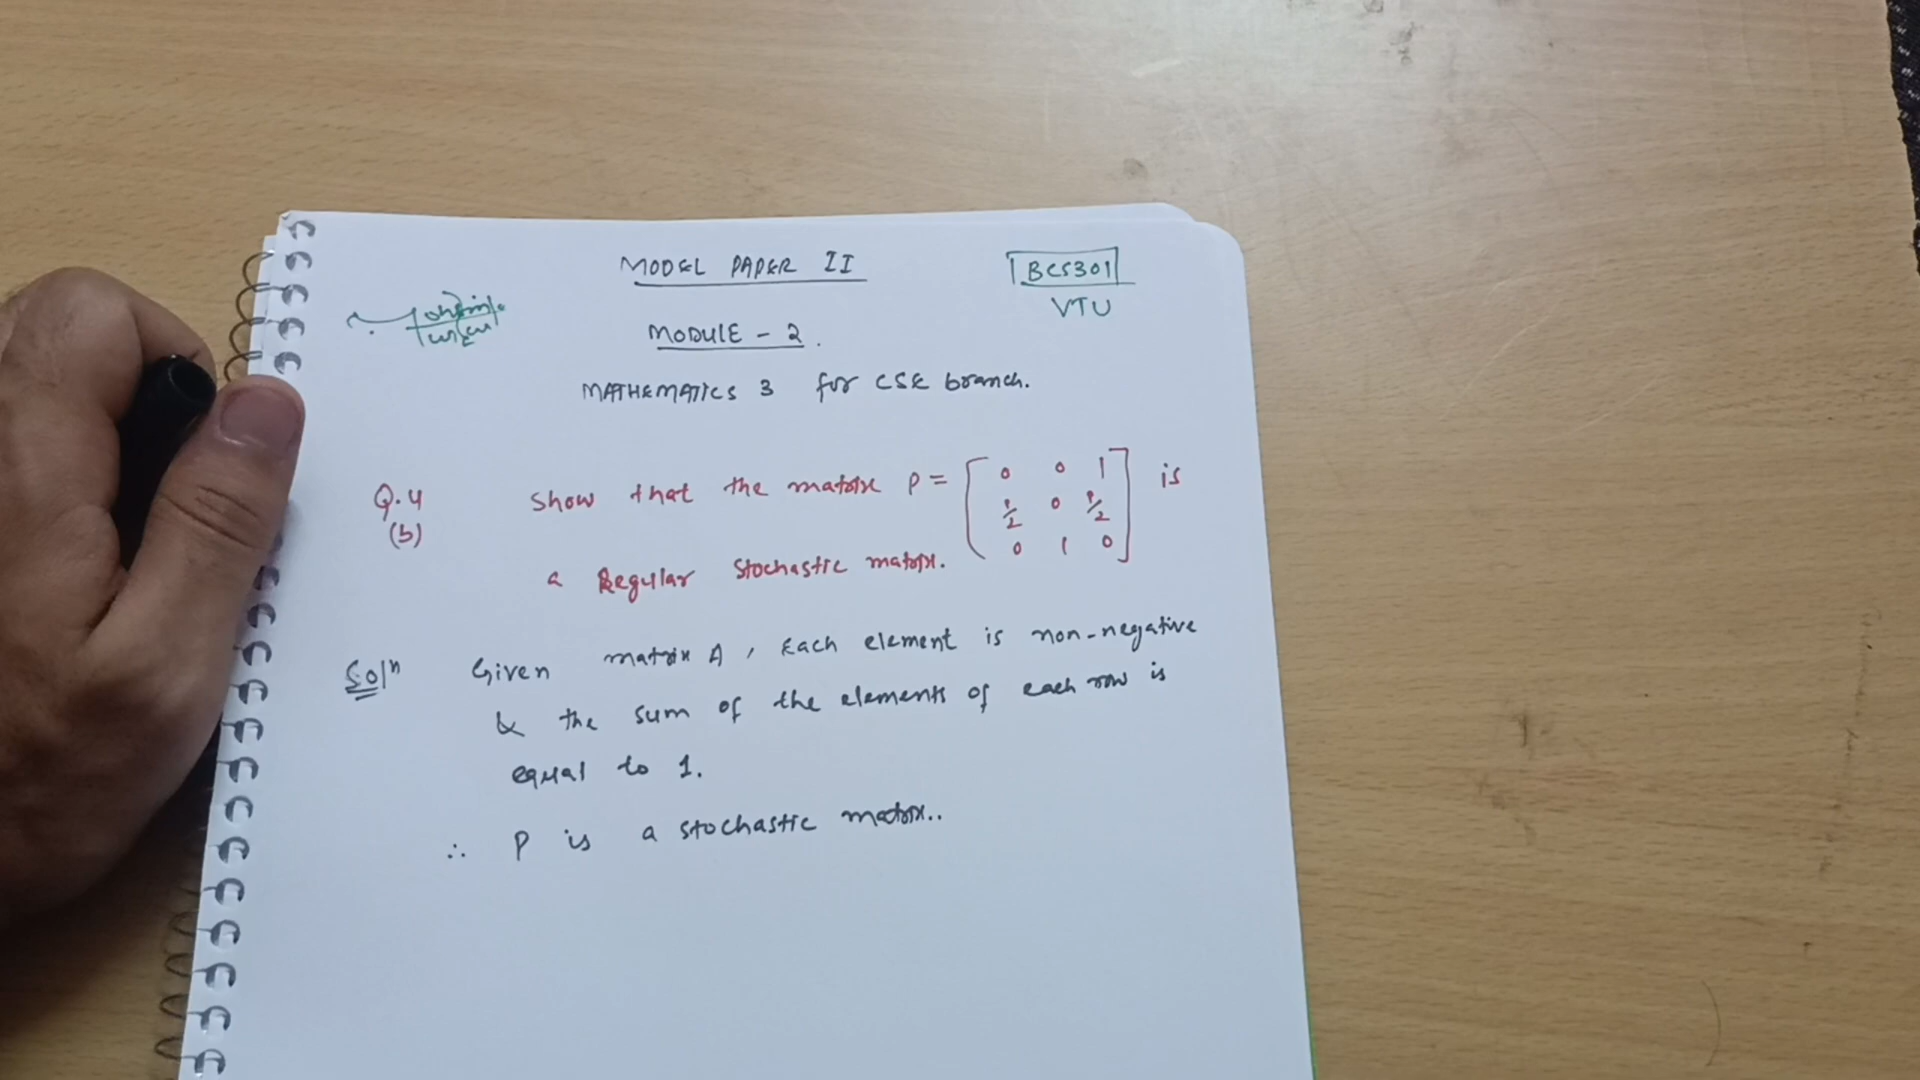 MODEL PAPER II
BCS301
VTU
MODULE - 2.
MATHEMATICS 3 for CSE branch.
Q.4 Show that the matrix P = [ 0 0 1 ] is
[ 1/2 0 1/2 ]
[ 0 1 0 ]
(b)
a Regular Stochastic matrix.
Solⁿ Given matrix A, Each element is non-negative
& the sum of the elements of each row is
equal to 1.
∴ P is a stochastic matrix..